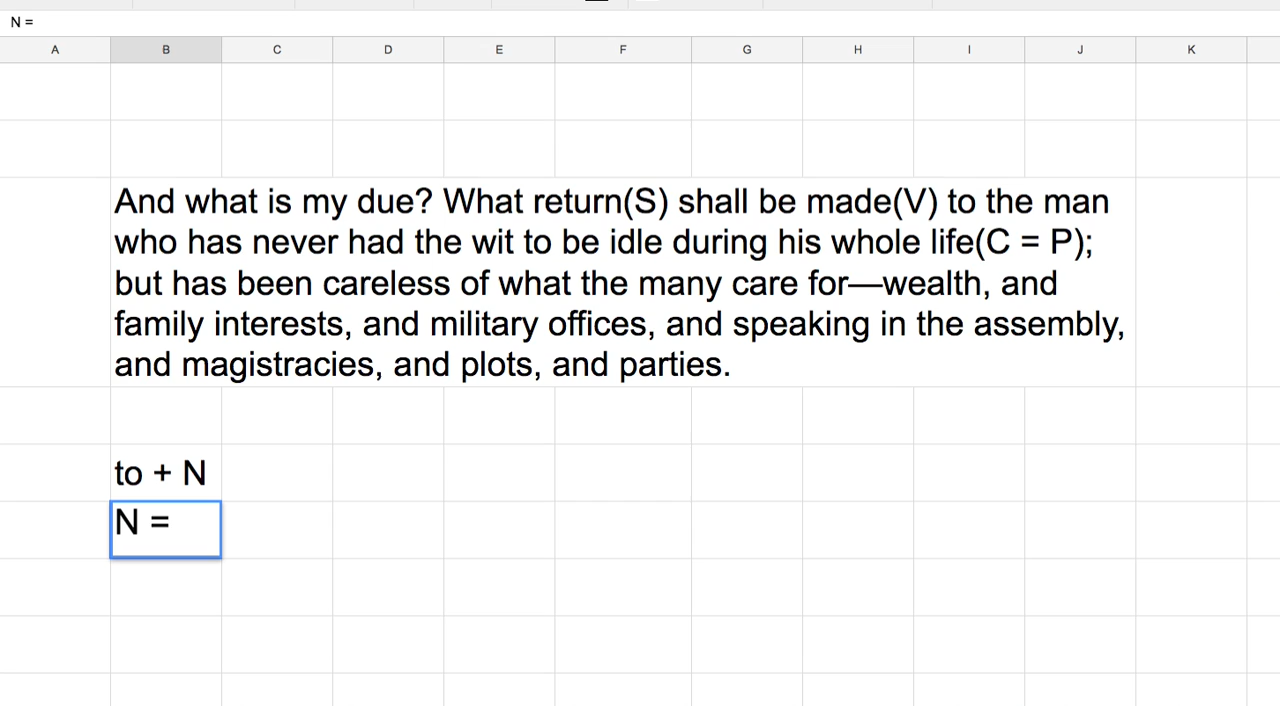 N =
A B C D E F G H I J K
And what is my due? What return(S) shall be made(V) to the man
who has never had the wit to be idle during his whole life(C = P);
but has been careless of what the many care for—wealth, and
family interests, and military offices, and speaking in the assembly,
and magistracies, and plots, and parties.
to + N
N =